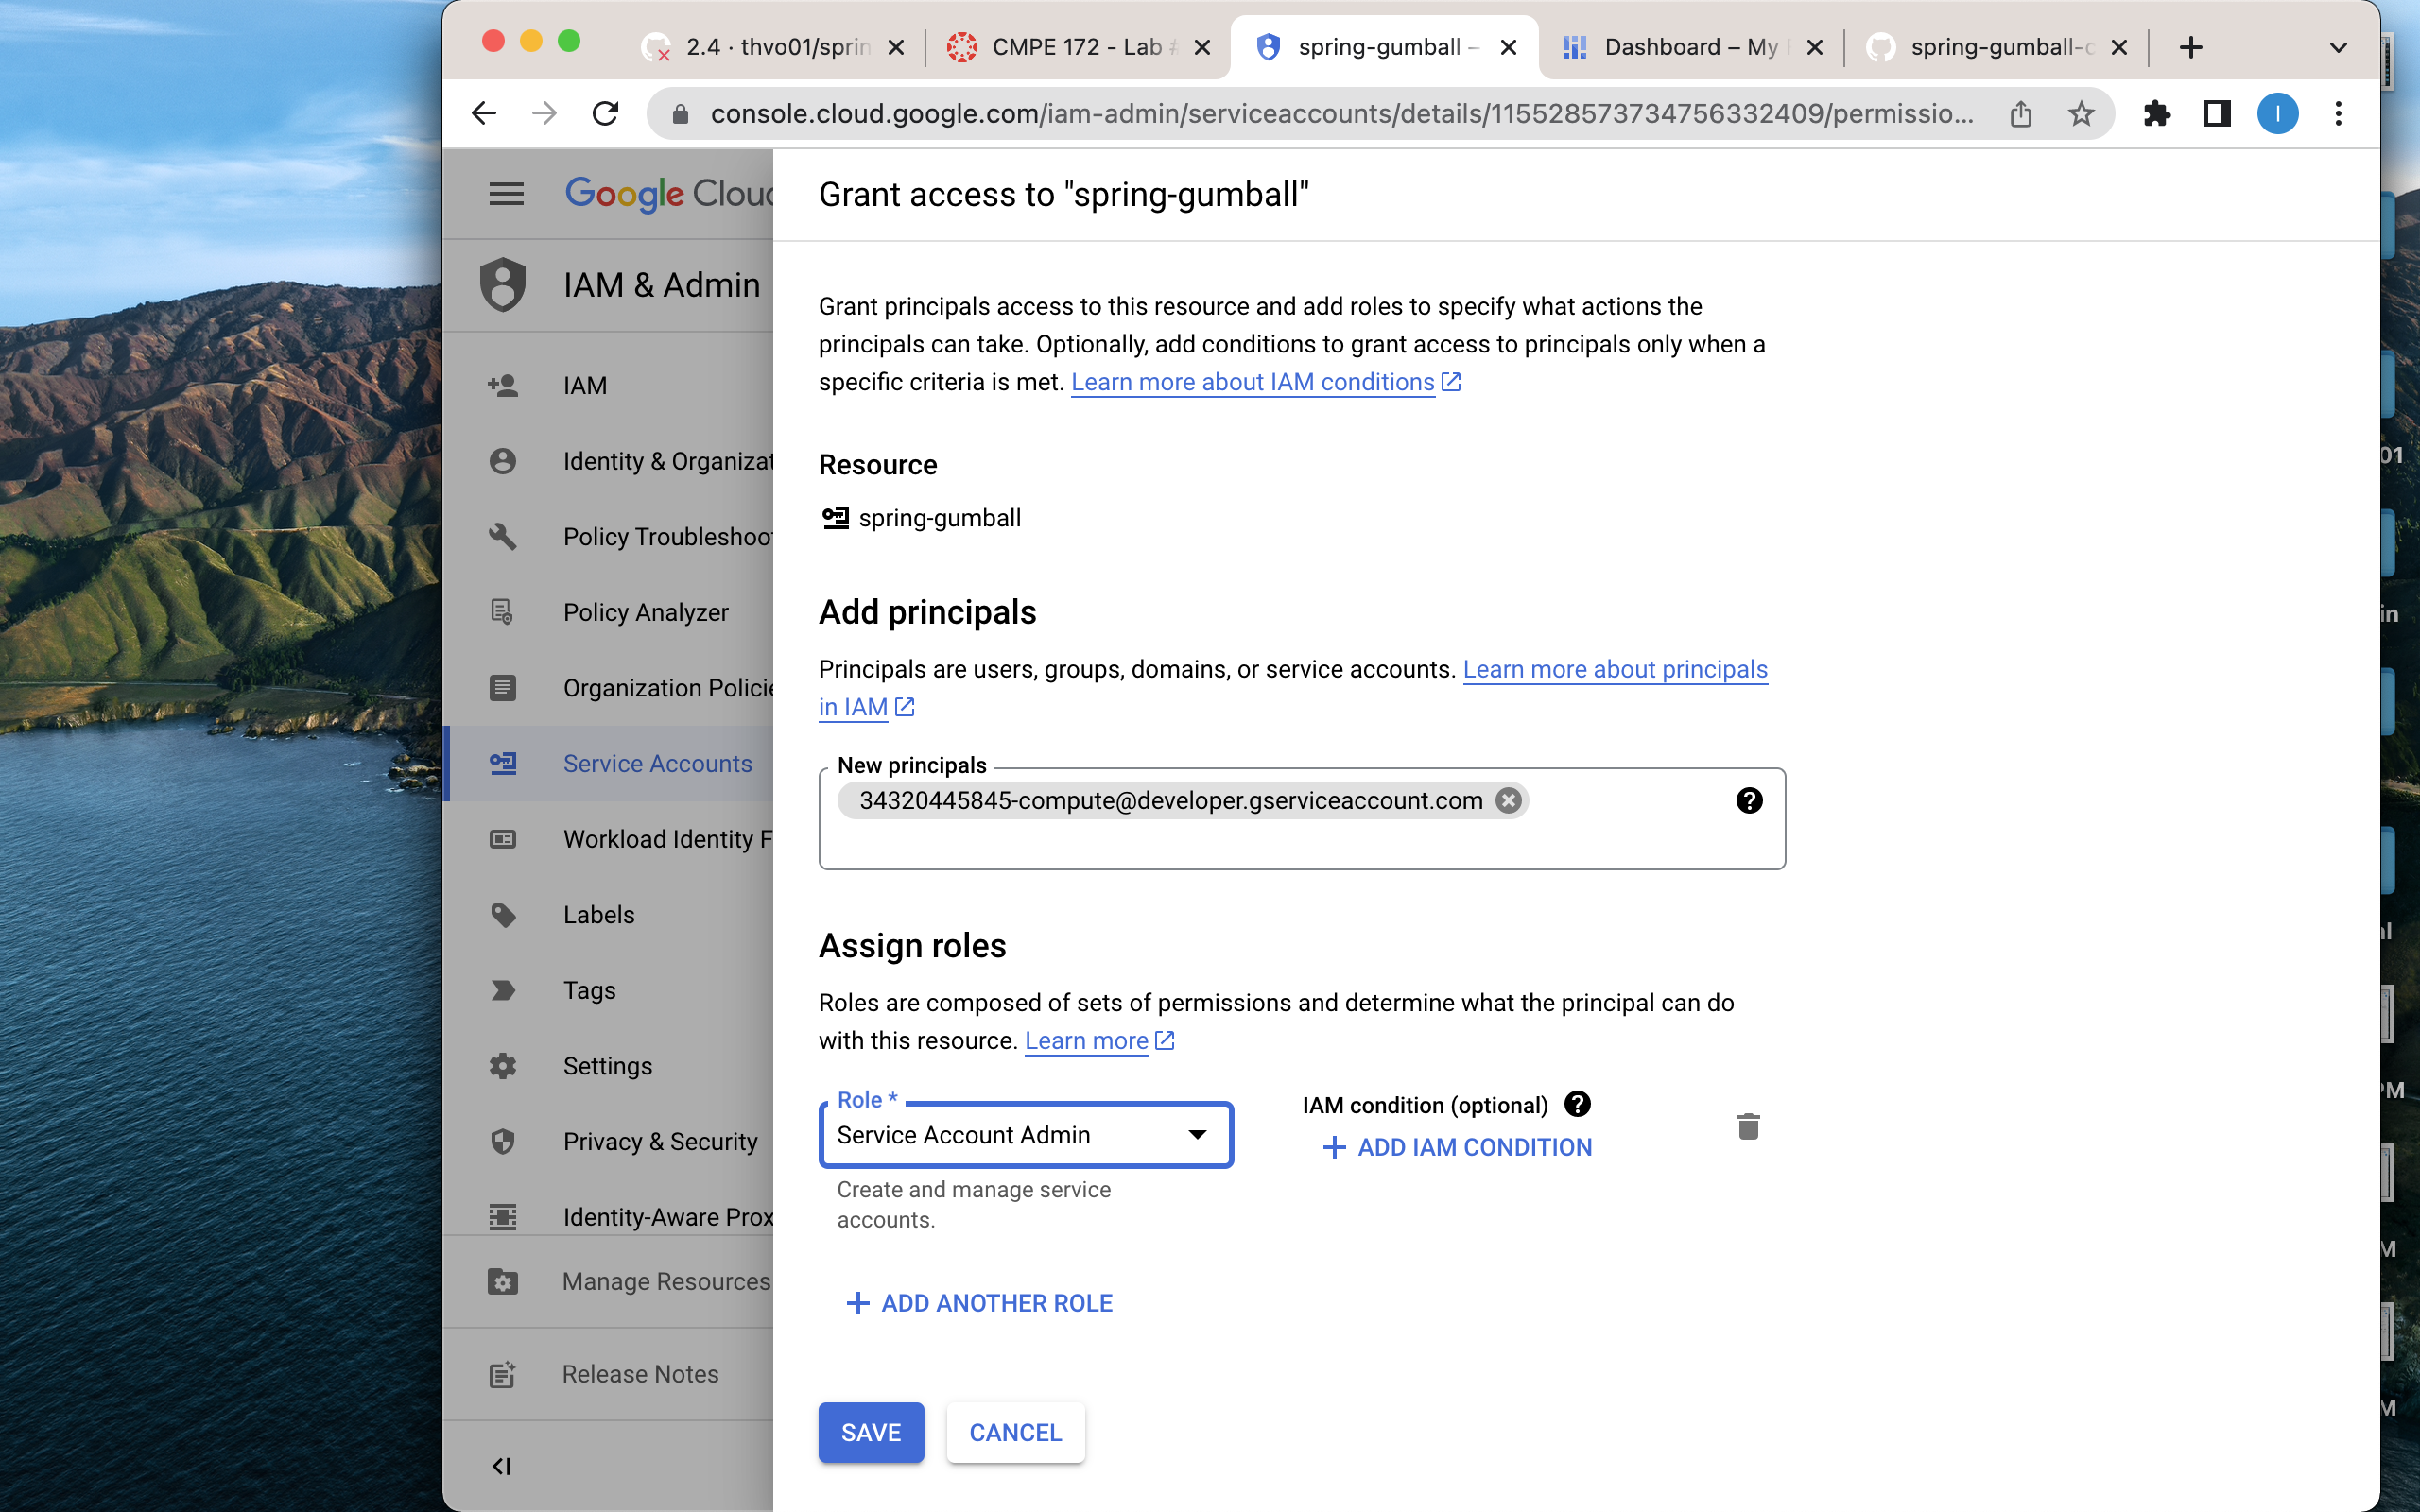 2.4 · thvo01/sprin
CMPE 172 - Lab #
spring-gumball –
Dashboard – My
spring-gumball-c
console.cloud.google.com/iam-admin/serviceaccounts/details/115528573734756332409/permissio...
I
Google Cloud
IAM & Admin
IAM
Identity & Organizat
Policy Troubleshoot
Policy Analyzer
Organization Policie
Service Accounts
Workload Identity F
Labels
Tags
Settings
Privacy & Security
Identity-Aware Prox
Manage Resources
Release Notes
Grant access to "spring-gumball"
Grant principals access to this resource and add roles to specify what actions the
principals can take. Optionally, add conditions to grant access to principals only when a
specific criteria is met. Learn more about IAM conditions
Resource
spring-gumball
Add principals
Principals are users, groups, domains, or service accounts. Learn more about principals
in IAM
New principals
34320445845-compute@developer.gserviceaccount.com
Assign roles
Roles are composed of sets of permissions and determine what the principal can do
with this resource. Learn more
Role *
Service Account Admin
Create and manage service
accounts.
IAM condition (optional)
ADD IAM CONDITION
ADD ANOTHER ROLE
SAVE
CANCEL
01
in
PM